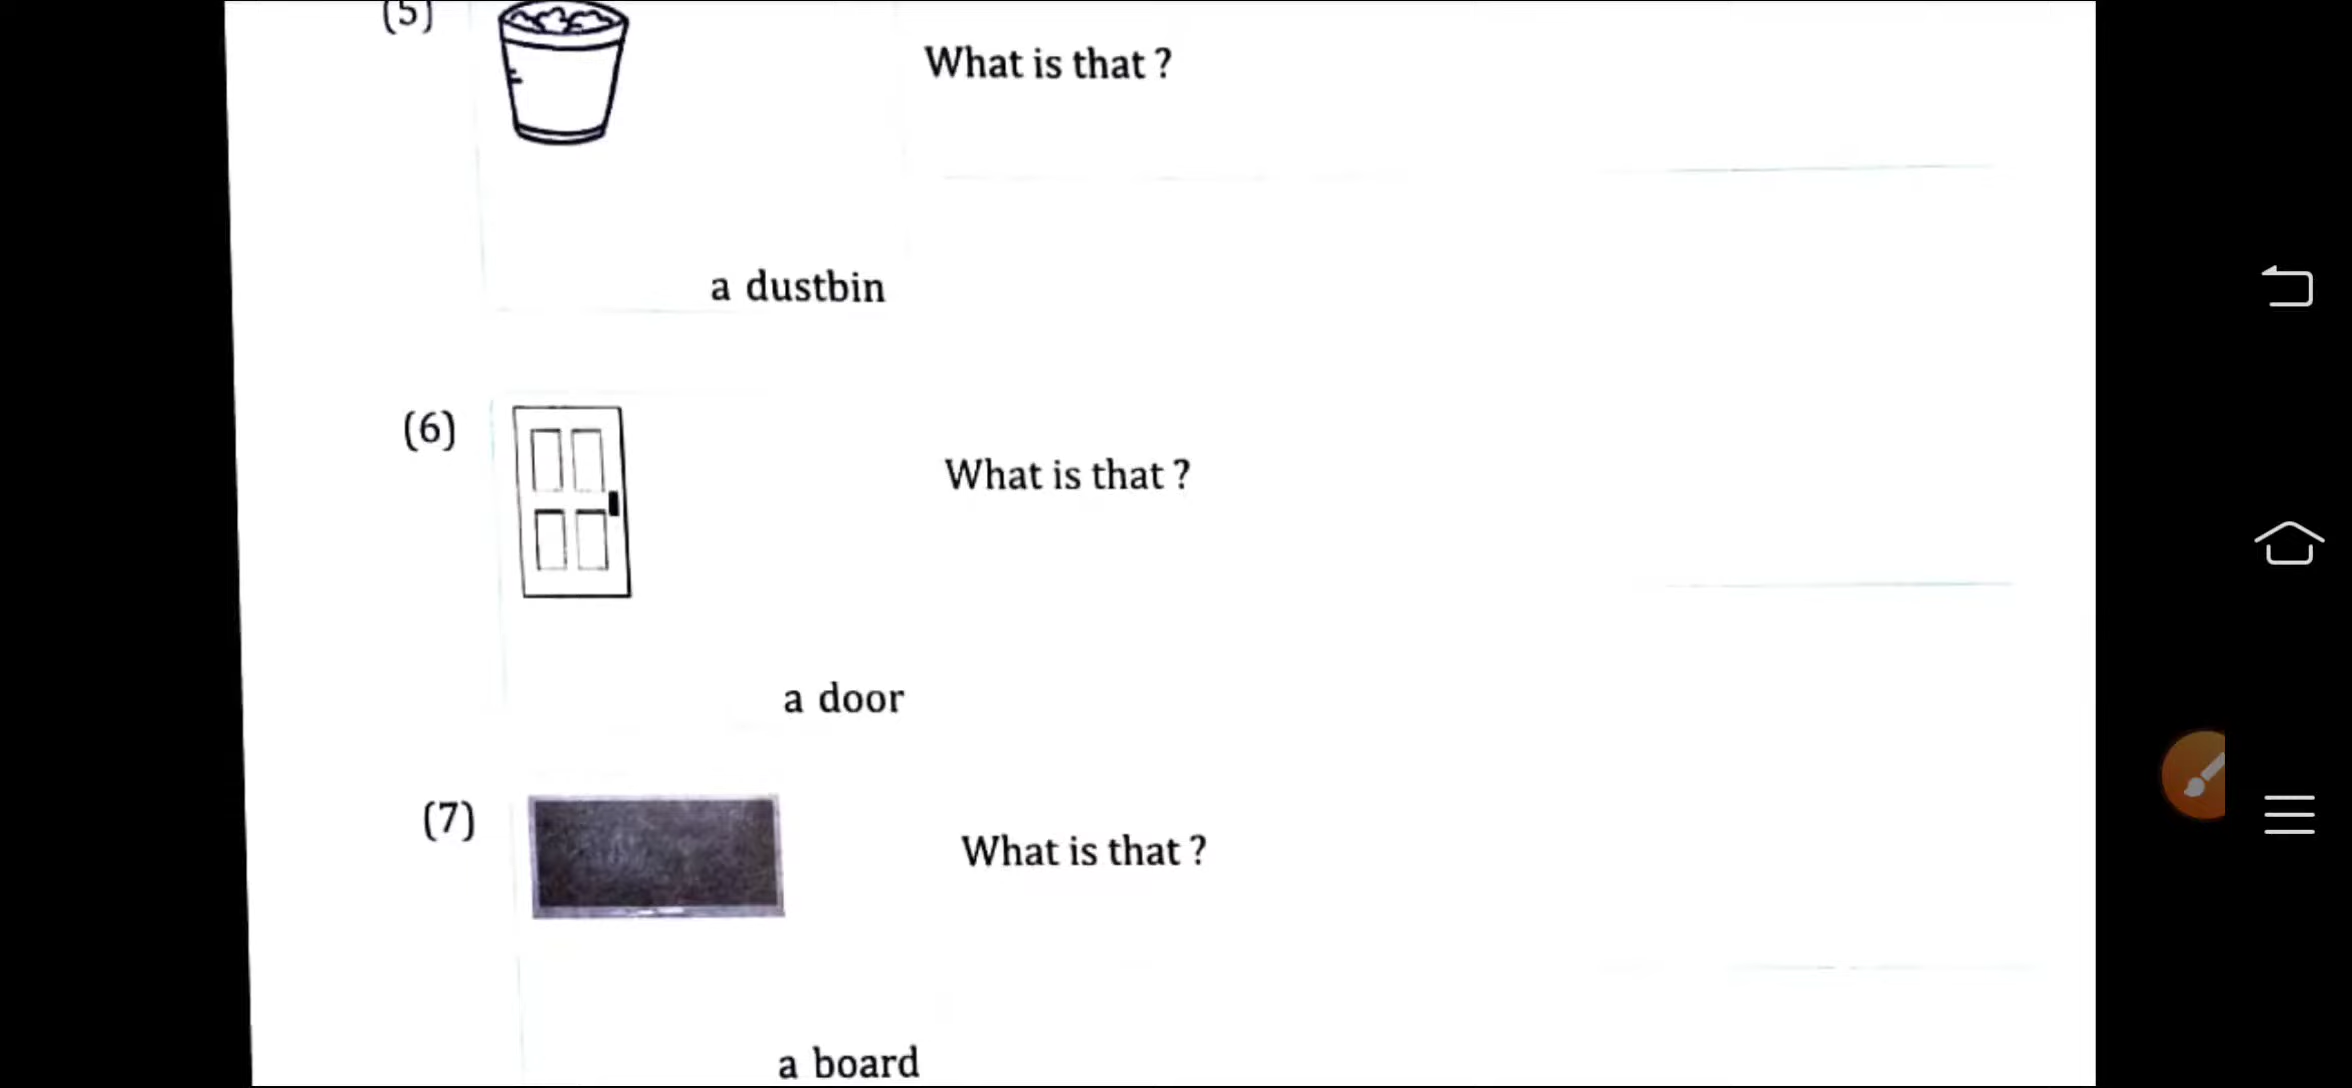 (5)
What is that ?
a dustbin
(6)
What is that ?
a door
(7)
What is that ?
a board